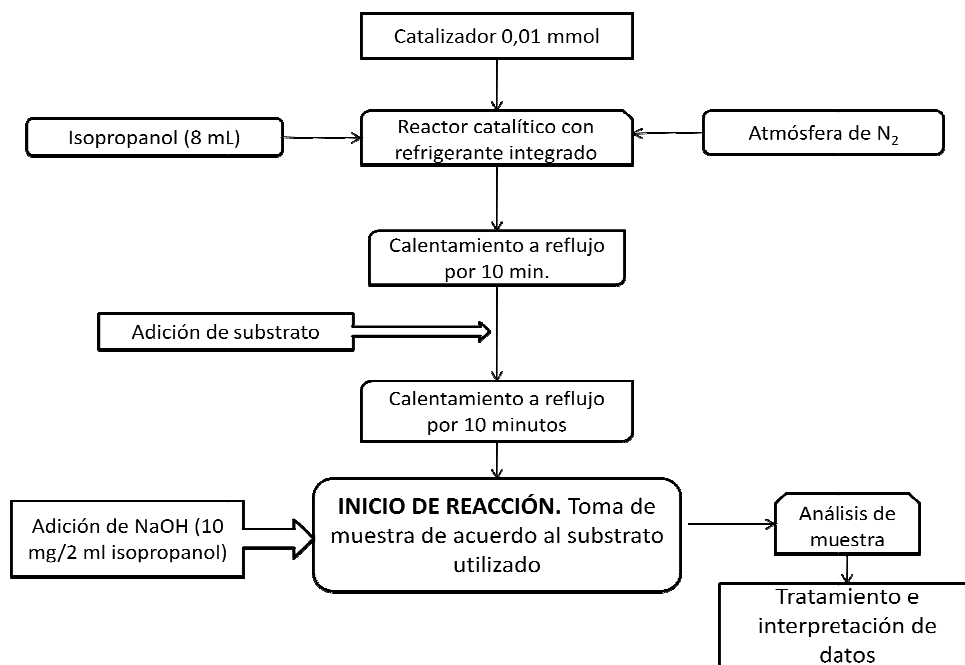 Catalizador 0,01 mmol
Isopropanol (8 mL)
Reactor catalítico con
refrigerante integrado
Atmósfera de N₂
Calentamiento a reflujo
por 10 min.
Adición de substrato
Calentamiento a reflujo
por 10 minutos
Adición de NaOH (10
mg/2 ml isopropanol)
INICIO DE REACCIÓN. Toma de
muestra de acuerdo al substrato
utilizado
Análisis de
muestra
Tratamiento e
interpretación de
datos